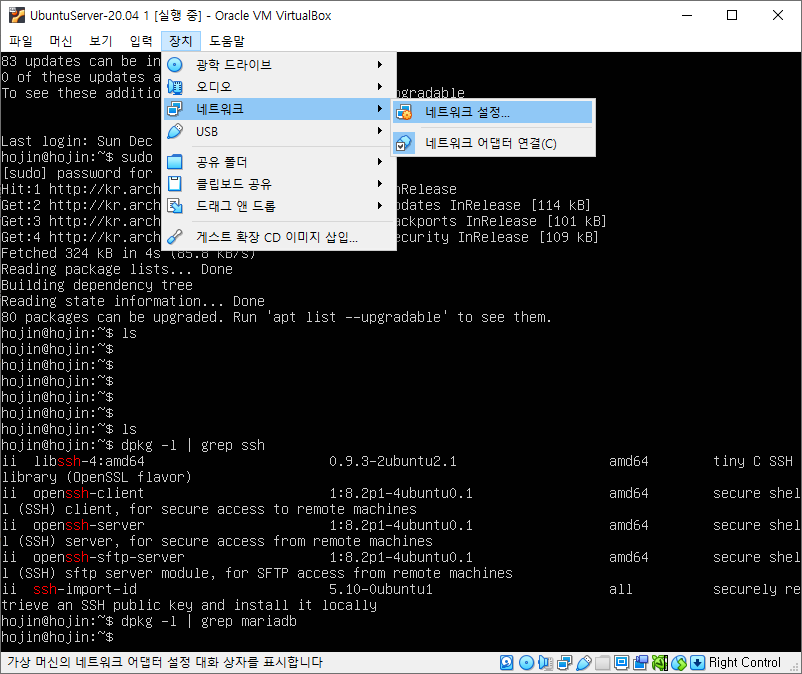 UbuntuServer-20.04 1 [실행 중] - Oracle VM VirtualBox
파일 머신 보기 입력 장치 도움말
광학 드라이브
오디오
네트워크
USB
공유 폴더
클립보드 공유
드래그 앤 드롭
게스트 확장 CD 이미지 삽입...
네트워크 설정...
네트워크 어댑터 연결(C)
83 updates can be in
0 of these updates a
To see these additio gradable
Last login: Sun Dec
hojin@hojin:~$ sudo
[sudo] password for
Hit:1 http://kr.arch nRelease
Get:2 http://kr.arch dates InRelease [114 kB]
Get:3 http://kr.arch ckports InRelease [101 kB]
Get:4 http://kr.arch curity InRelease [109 kB]
Fetched 324 kB in 4s (85.8 kB/s)
Reading package lists... Done
Building dependency tree
Reading state information... Done
80 packages can be upgraded. Run 'apt list --upgradable' to see them.
hojin@hojin:~$ ls
hojin@hojin:~$
hojin@hojin:~$
hojin@hojin:~$
hojin@hojin:~$
hojin@hojin:~$
hojin@hojin:~$ ls
hojin@hojin:~$ dpkg -l | grep ssh
ii libssh-4:amd64 0.9.3-2ubuntu2.1 amd64 tiny C SSH
library (OpenSSL flavor)
ii openssh-client 1:8.2p1-4ubuntu0.1 amd64 secure shel
l (SSH) client, for secure access to remote machines
ii openssh-server 1:8.2p1-4ubuntu0.1 amd64 secure shel
l (SSH) server, for secure access from remote machines
ii openssh-sftp-server 1:8.2p1-4ubuntu0.1 amd64 secure shel
l (SSH) sftp server module, for SFTP access from remote machines
ii ssh-import-id 5.10-0ubuntu1 all securely re
trieve an SSH public key and install it locally
hojin@hojin:~$ dpkg -l | grep mariadb
hojin@hojin:~$
가상 머신의 네트워크 어댑터 설정 대화 상자를 표시합니다
Right Control